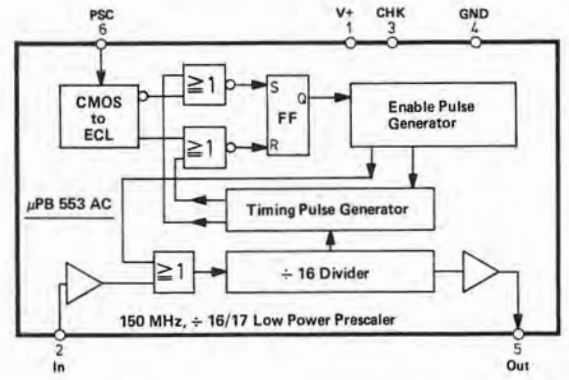 PSC
6
V+
1
CHK
3
GND
4
CMOS
to
ECL
≧1
≧1
S
Q
FF
R
Enable Pulse
Generator
μPB 553 AC
Timing Pulse Generator
≧1
÷ 16 Divider
150 MHz, ÷ 16/17 Low Power Prescaler
2
In
5
Out